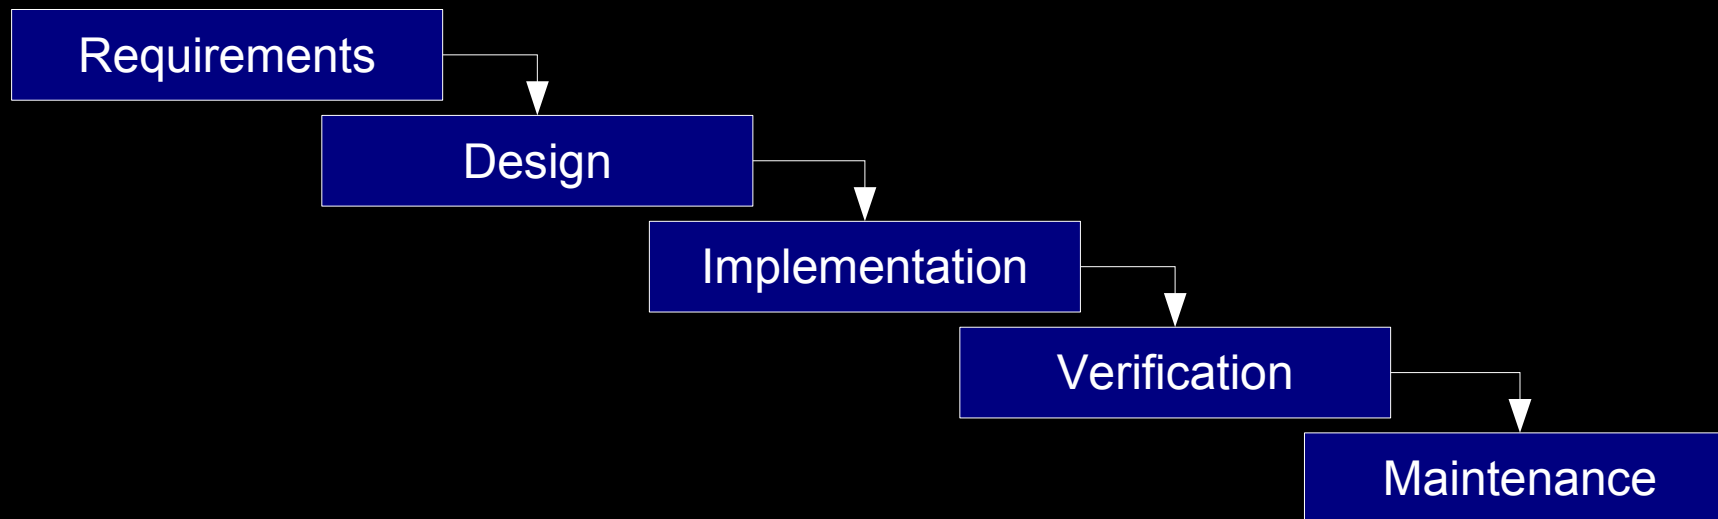 Requirements
Design
Implementation
Verification
Maintenance